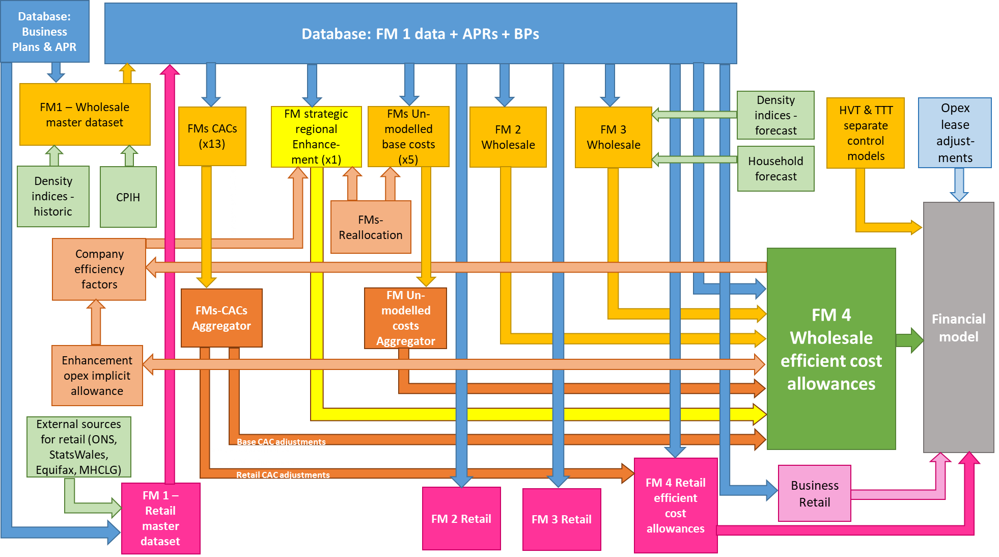 Database:
Business
Plans & APR
Database: FM 1 data + APRs + BPs
FM1 – Wholesale
master dataset
FMs CACs
(x13)
FM strategic
regional
Enhance-
ment (x1)
FMs Un-
modelled
base costs
(x5)
FM 2
Wholesale
FM 3
Wholesale
Density
indices -
forecast
Household
forecast
HVT & TTT
separate
control
models
Opex
lease
adjust-
ments
Density
indices -
historic
CPIH
FMs-
Reallocation
Company
efficiency
factors
FMs-CACs
Aggregator
FM Un-
modelled
costs
Aggregator
FM 4
Wholesale
efficient cost
allowances
Financial
model
Enhancement
opex implicit
allowance
External sources
for retail (ONS,
StatsWales,
Equifax, MHCLG)
Base CAC adjustments
Retail CAC adjustments
FM 1 –
Retail
master
dataset
FM 2 Retail
FM 3 Retail
FM 4 Retail
efficient
cost
allowances
Business
Retail